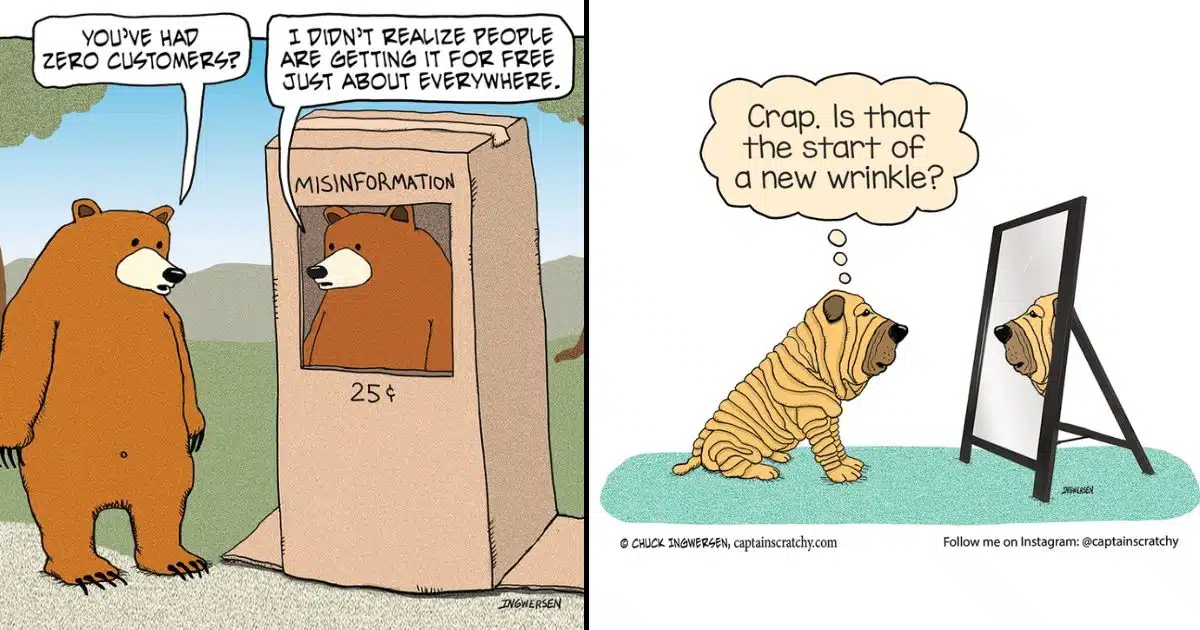 YOU'VE HAD
ZERO CUSTOMERS?
I DIDN'T REALIZE PEOPLE
ARE GETTING IT FOR FREE
JUST ABOUT EVERYWHERE.
MISINFORMATION
25¢
INGWERSEN
Crap. Is that
the start of
a new wrinkle?
INGWERSEN
© CHUCK INGWERSEN, captainscratchy.com
Follow me on Instagram: @captainscratchy